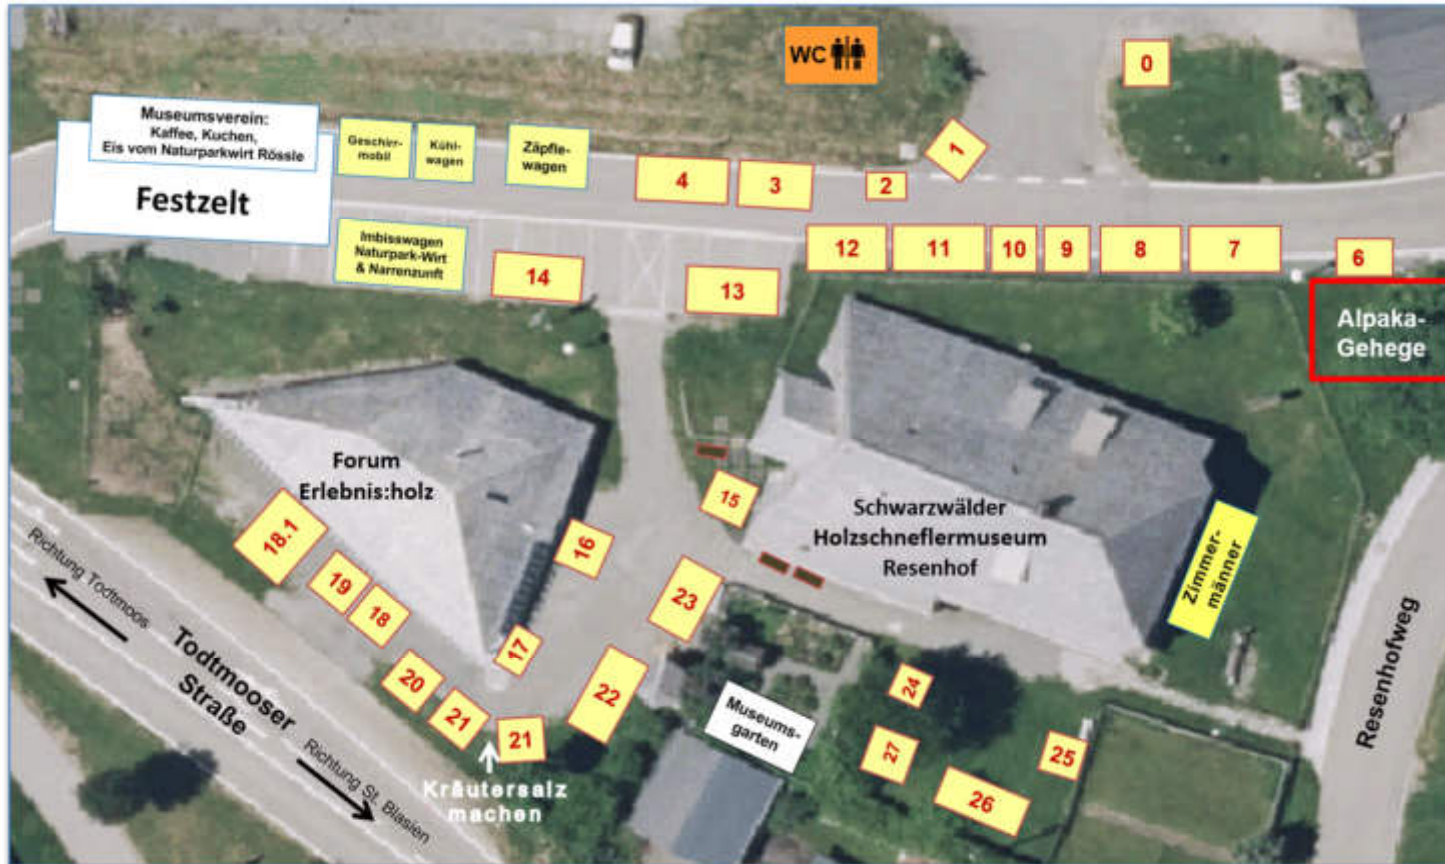 WC
0
Museumsverein:
Kaffee, Kuchen,
Eis vom Naturparkwirt Rössle
Festzelt
Geschirr-
mobil
Kühl-
wagen
Zäpfle-
wagen
4
3
2
1
Imbisswagen
Naturpark-Wirt
& Narrenzunft
14
13
12
11
10
9
8
7
6
Alpaka-
Gehege
Forum
Erlebnis:holz
15
16
Schwarzwälder
Holzschneflermuseum
Resenhof
Zimmer-
männer
18.1
19
18
17
23
22
20
21
21
Kräutersalz
machen
Museums-
garten
24
27
25
26
Richtung Todtmoos
Todtmooser
Straße
Richtung St. Blasien
Resenhofweg